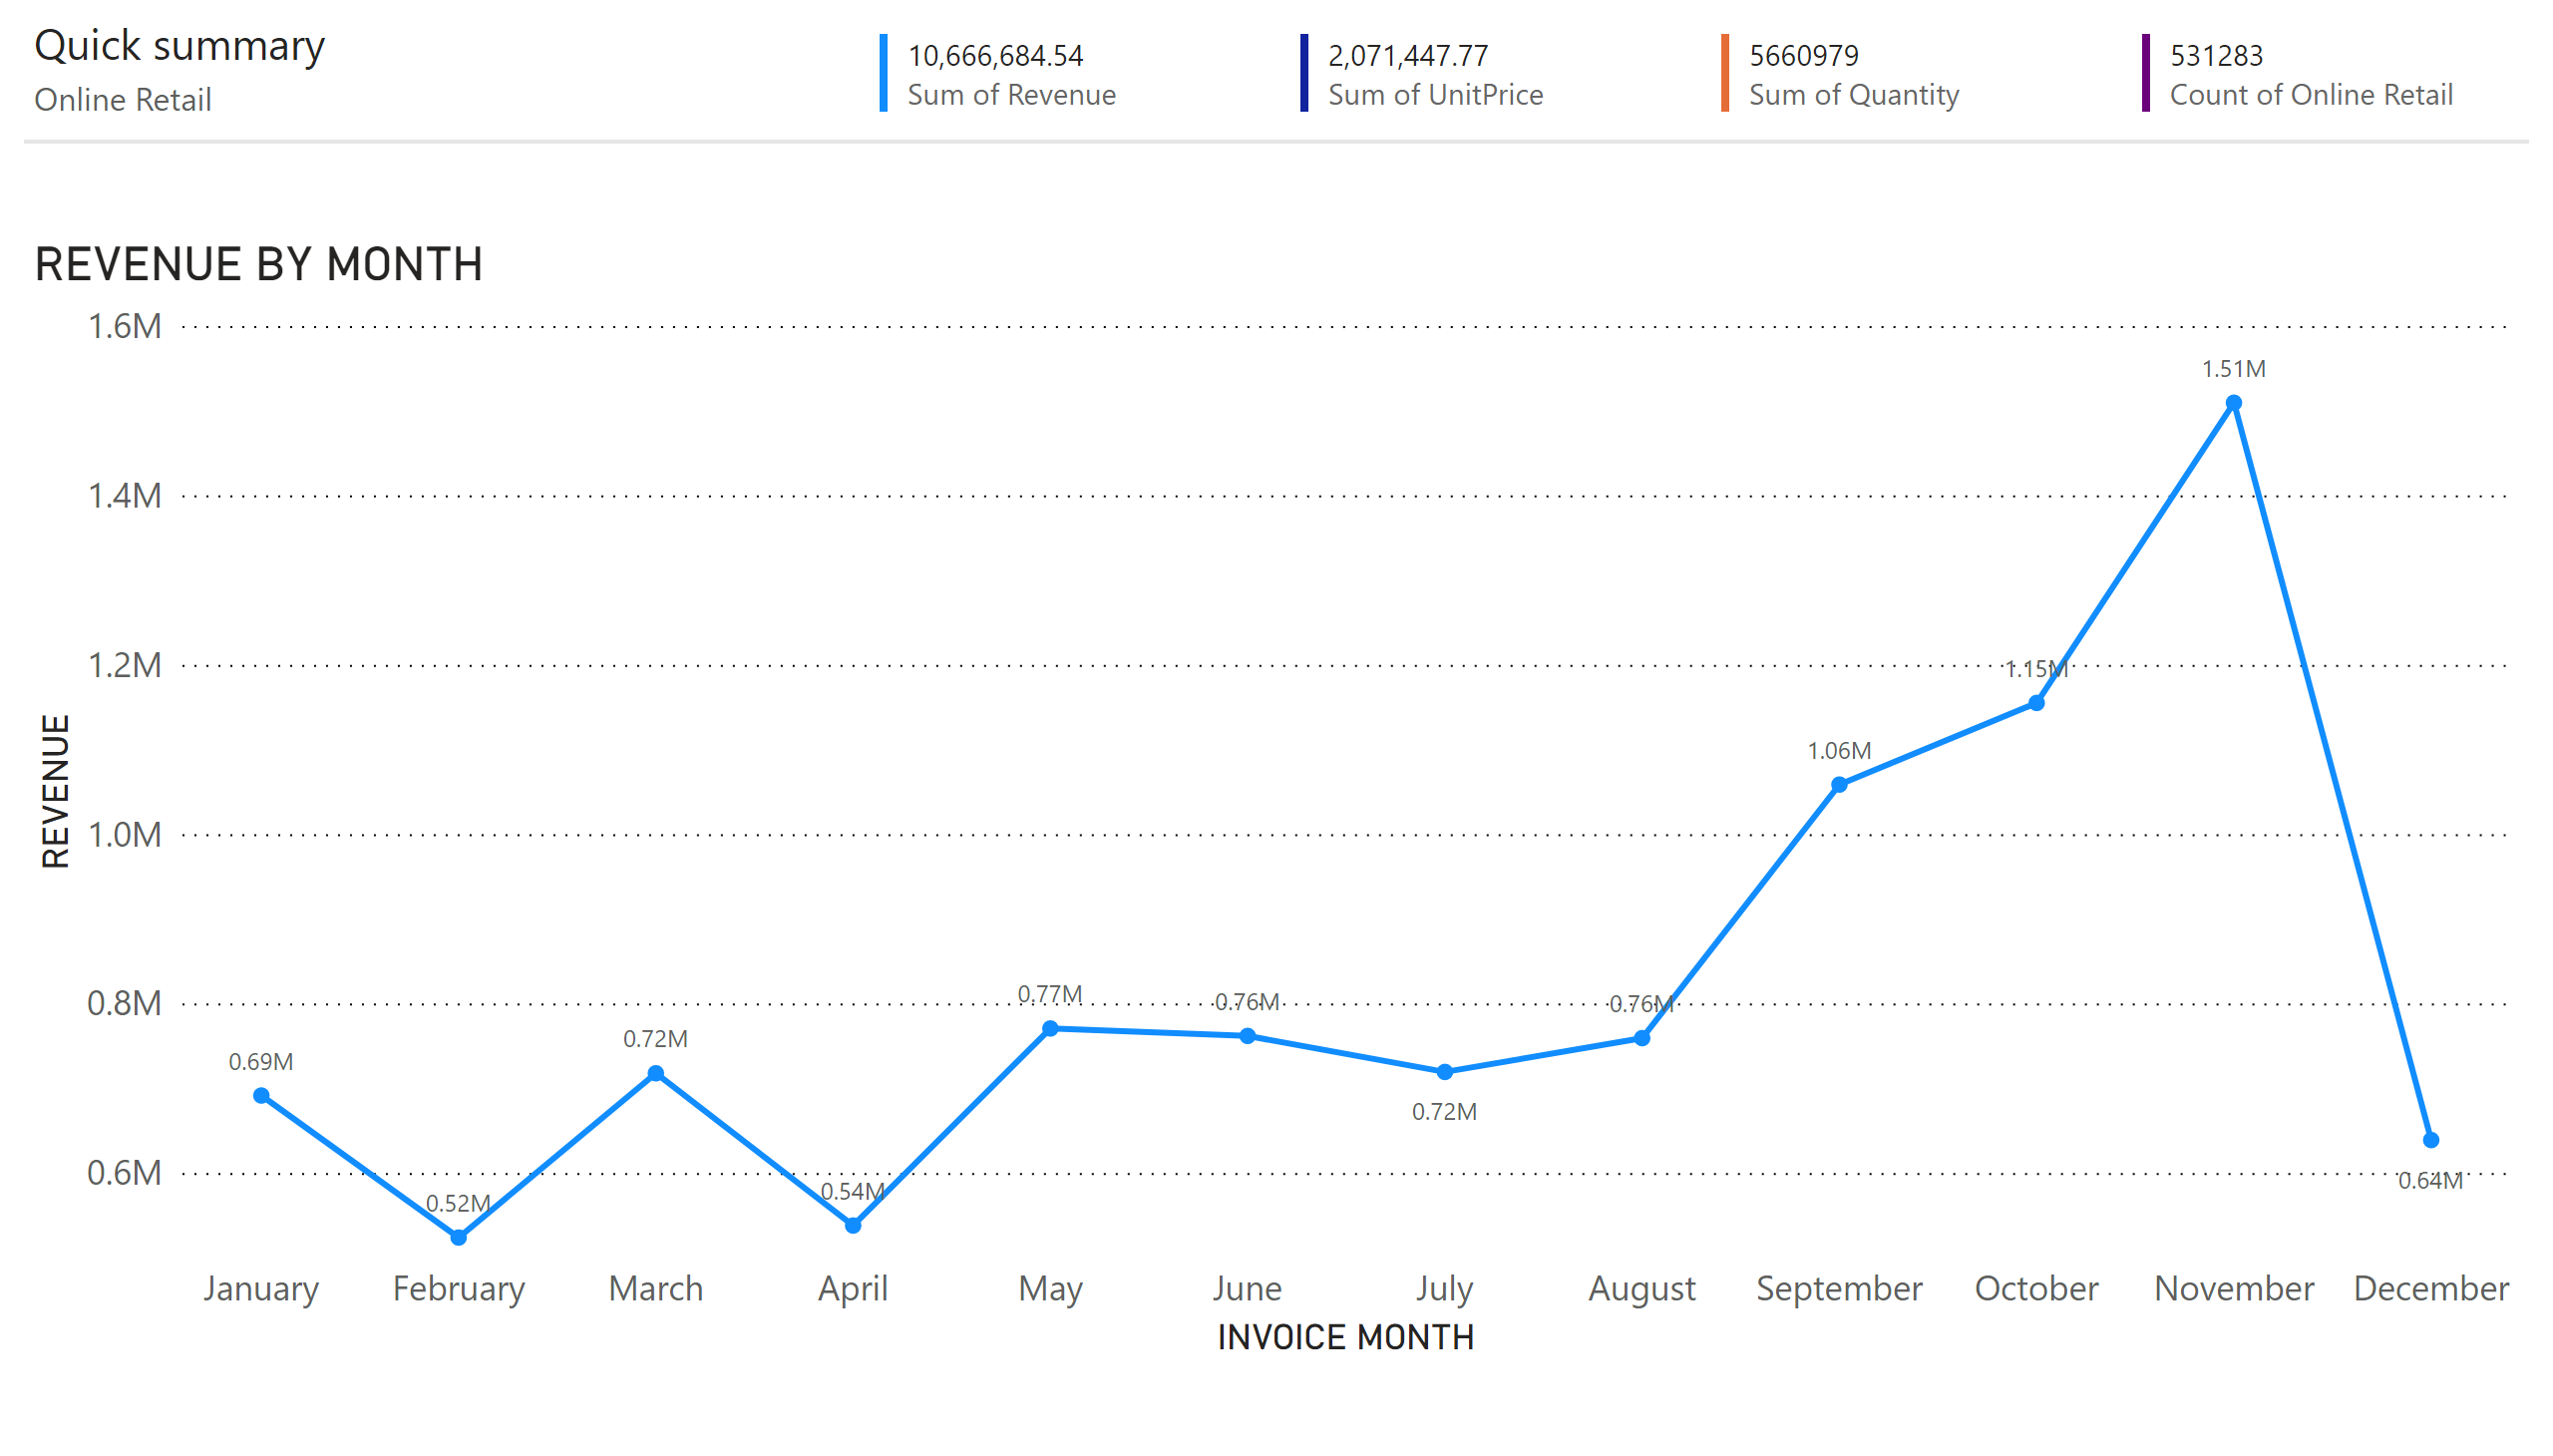 Quick summary
Online Retail
10,666,684.54
Sum of Revenue
2,071,447.77
Sum of UnitPrice
5660979
Sum of Quantity
531283
Count of Online Retail
REVENUE BY MONTH
1.6M
1.4M
1.2M
1.0M
0.8M
0.6M
REVENUE
0.69M
0.52M
0.72M
0.54M
0.77M
0.76M
0.72M
0.76M
1.06M
1.15M
1.51M
0.64M
January February March April May June July August September October November December
INVOICE MONTH